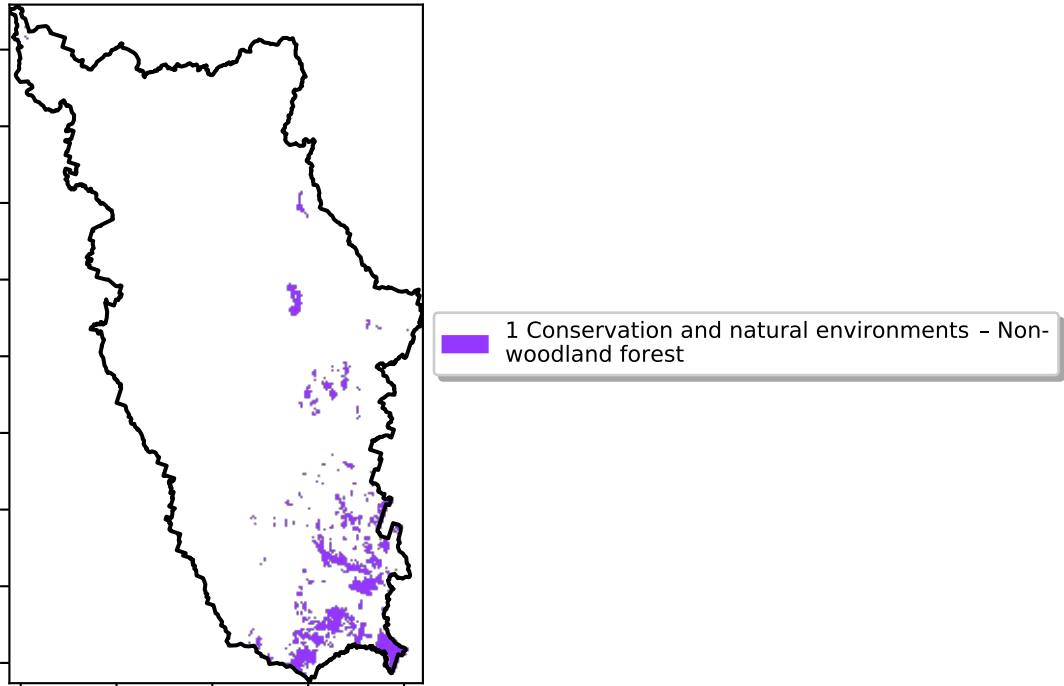 1 Conservation and natural environments – Non-
woodland forest